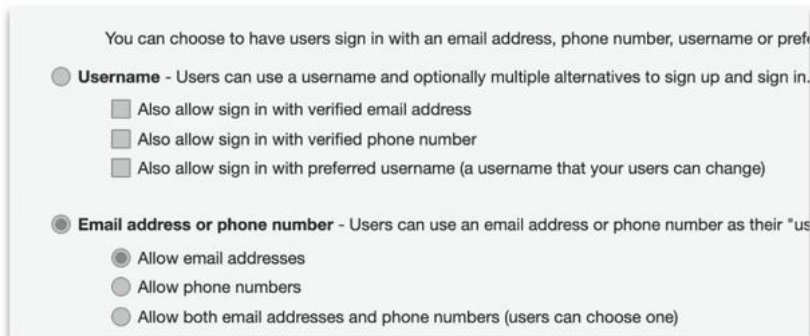 You can choose to have users sign in with an email address, phone number, username or
Username - Users can use a username and optionally multiple alternatives to sign up and sign in.
Also allow sign in with verified email address
Also allow sign in with verified phone number
Also allow sign in with preferred username (a username that your users can change)
Email address or phone number - Users can use an email address or phone number as their
Allow email addresses
Allow phone numbers
Allow both email addresses and phone numbers (users can choose one)